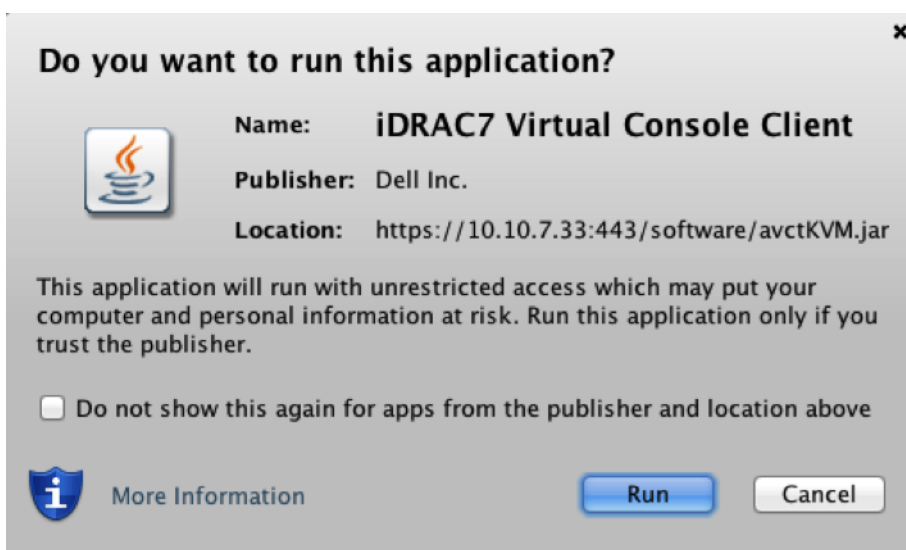 Do you want to run this application?
Name: iDRAC7 Virtual Console Client
Publisher: Dell Inc.
Location: https://10.10.7.33:443/software/avctKVM.jar
This application will run with unrestricted access which may put your
computer and personal information at risk. Run this application only if you
trust the publisher.
Do not show this again for apps from the publisher and location above
More Information
Run
Cancel